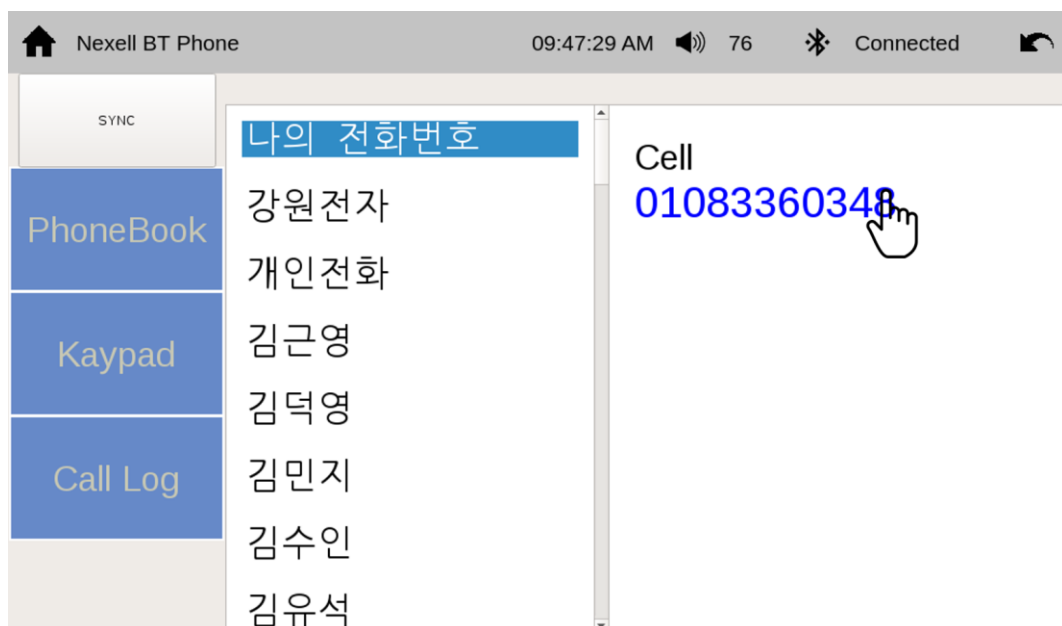 Nexell BT Phone 09:47:29 AM 76 Connected
SYNC
PhoneBook
Kaypad
Call Log
나의 전화번호
강원전자
개인전화
김근영
김덕영
김민지
김수인
김유석
Cell
01083360348